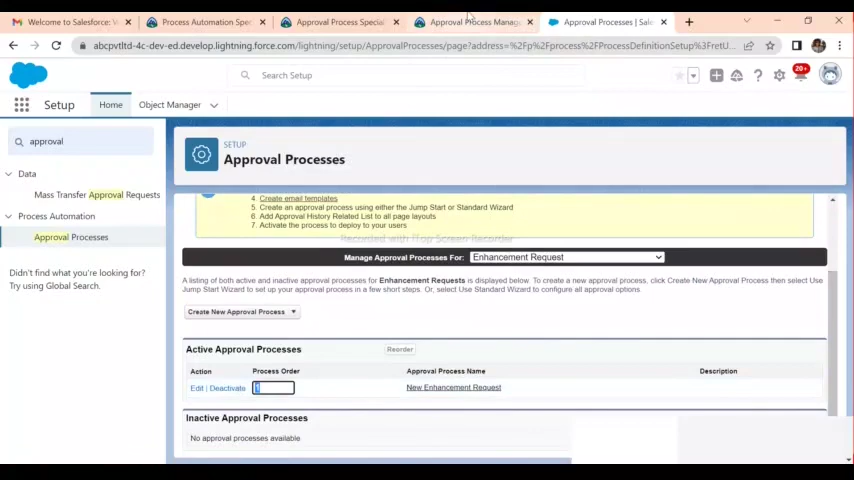 Welcome to Salesforce: V
Process Automation Spe
Approval Process Special
Approval Process Manag
Approval Processes | Sale
abcpvtltd-4c-dev-ed.develop.lightning.force.com/lightning/setup/ApprovalProcesses/page?address=%2Fp%2Fprocess%2FProcessDefinitionSetup%3FretU...
Search Setup
20+
Setup
Home
Object Manager
approval
Data
Mass Transfer Approval Requests
Process Automation
Approval Processes
Didn't find what you're looking for?
Try using Global Search.
SETUP
Approval Processes
4. Create email templates
5. Create an approval process using either the Jump Start or Standard Wizard
6. Add Approval History Related List to all page layouts
7. Activate the process to deploy to your users
Recorded with iTop Screen Recorder
Manage Approval Processes For: Enhancement Request
A listing of both active and inactive approval processes for Enhancement Requests is displayed below. To create a new approval process, click Create New Approval Process then select Use
Jump Start Wizard to set up your approval process in a few short steps. Or, select Use Standard Wizard to configure all approval options.
Create New Approval Process
Active Approval Processes Reorder
Action Process Order Approval Process Name Description
Edit | Deactivate 1 New Enhancement Request
Inactive Approval Processes
No approval processes available